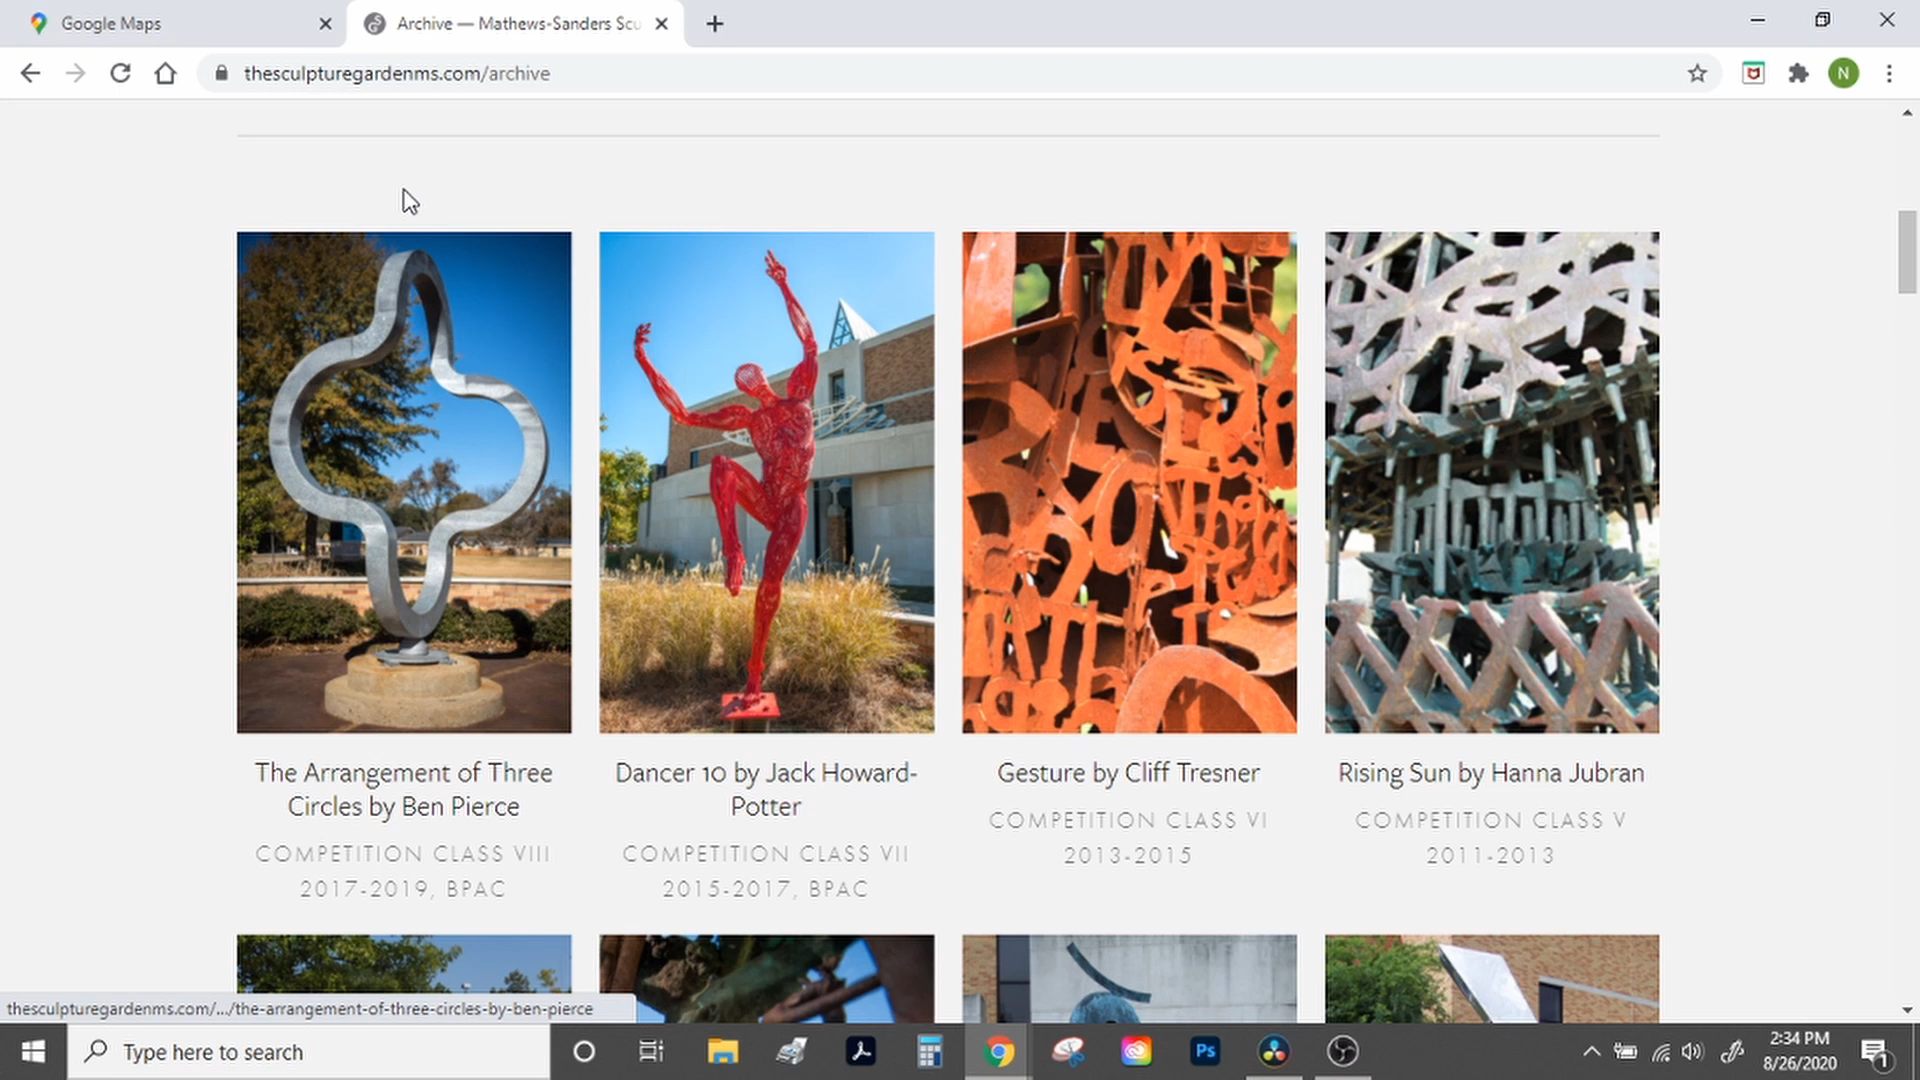 Google Maps
Archive — Mathews-Sanders Scu
thesculpturegardenms.com/archive
N
The Arrangement of Three
Circles by Ben Pierce
COMPETITION CLASS VIII
2017-2019, BPAC
Dancer 10 by Jack Howard-
Potter
COMPETITION CLASS VII
2015-2017, BPAC
Gesture by Cliff Tresner
COMPETITION CLASS VI
2013-2015
Rising Sun by Hanna Jubran
COMPETITION CLASS V
2011-2013
thesculpturegardenms.com/.../the-arrangement-of-three-circles-by-ben-pierce
Type here to search
Ps
2:34 PM
8/26/2020
1